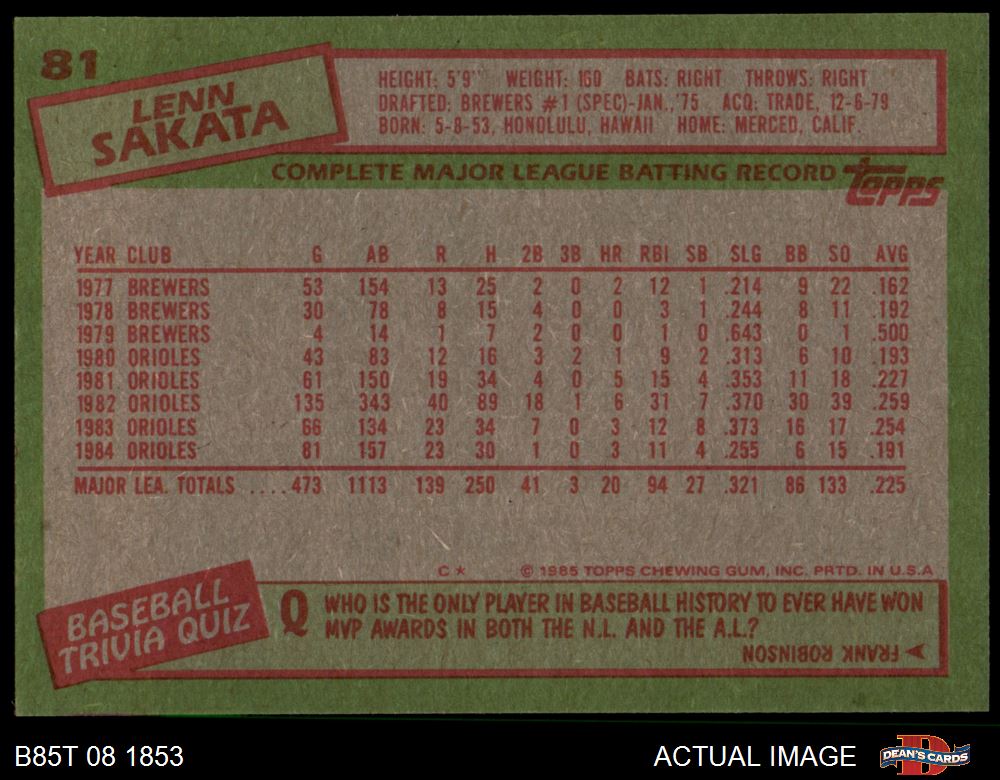 81
LENN
SAKATA
HEIGHT: 5'9" WEIGHT: 160 BATS: RIGHT THROWS: RIGHT
DRAFTED: BREWERS #1 (SPEC)-JAN.,'75 ACQ: TRADE, 12-6-79
BORN: 5-8-53, HONOLULU, HAWAII HOME: MERCED, CALIF.
COMPLETE MAJOR LEAGUE BATTING RECORD topps
YEAR CLUB G AB R H 2B 3B HR RBI SB SLG BB SO AVG
1977 BREWERS 53 154 13 25 2 0 2 12 1 .214 9 22 .162
1978 BREWERS 30 78 8 15 4 0 0 3 1 .244 8 11 .192
1979 BREWERS 4 14 1 7 2 0 0 1 0 .643 0 1 .500
1980 ORIOLES 43 83 12 16 3 2 1 9 2 .313 6 10 .193
1981 ORIOLES 61 150 19 34 4 0 5 15 4 .353 11 18 .227
1982 ORIOLES 135 343 40 89 18 1 6 31 7 .370 30 39 .259
1983 ORIOLES 66 134 23 34 7 0 3 12 8 .373 16 17 .254
1984 ORIOLES 81 157 23 30 1 0 3 11 4 .255 6 15 .191
MAJOR LEA. TOTALS ....473 1113 139 250 41 3 20 94 27 .321 86 133 .225
C* © 1985 TOPPS CHEWING GUM, INC. PRTD. IN U.S.A
BASEBALL
TRIVIA QUIZ
Q WHO IS THE ONLY PLAYER IN BASEBALL HISTORY TO EVER HAVE WON
MVP AWARDS IN BOTH THE N.L. AND THE A.L.?
FRANK ROBINSON
B85T 08 1853
ACTUAL IMAGE
DEAN'S CARDS